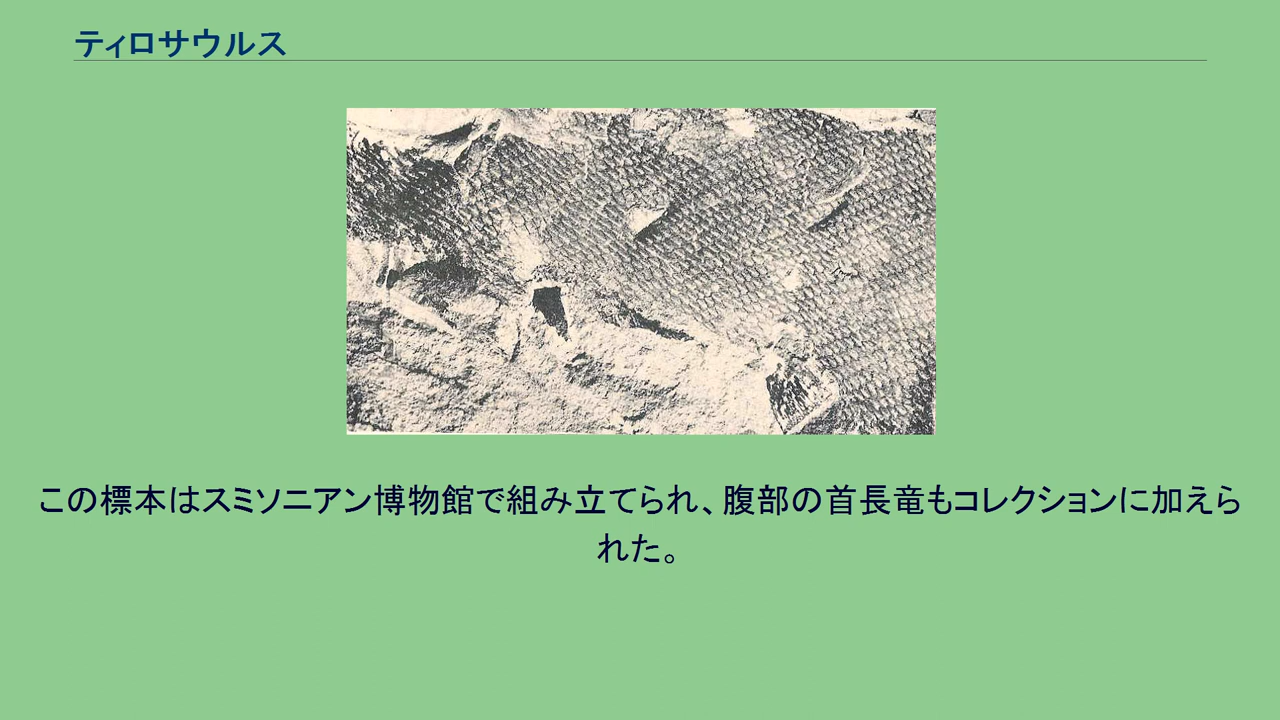 ティロサウルス
この標本はスミソニアン博物館で組み立てられ、腹部の首長竜もコレクションに加えら
れた。